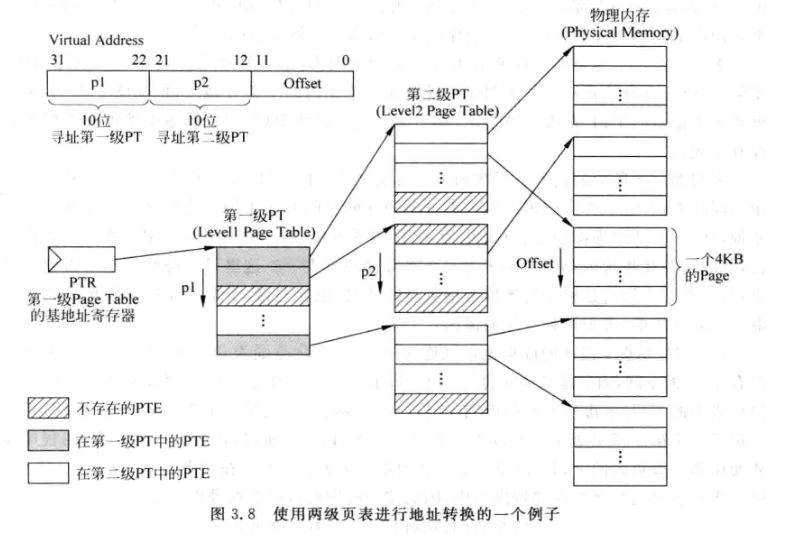 Virtual Address
31 22 21 12 11 0
p1 p2 Offset
10位 10位
寻址第一级PT 寻址第二级PT
物理内存
(Physical Memory)
第二级PT
(Level2 Page Table)
第一级PT
(Level1 Page Table)
PTR
第一级Page Table
的基地址寄存器
p1
p2
Offset
一个4KB
的Page
不存在的PTE
在第一级PT中的PTE
在第二级PT中的PTE
图 3.8 使用两级页表进行地址转换的一个例子